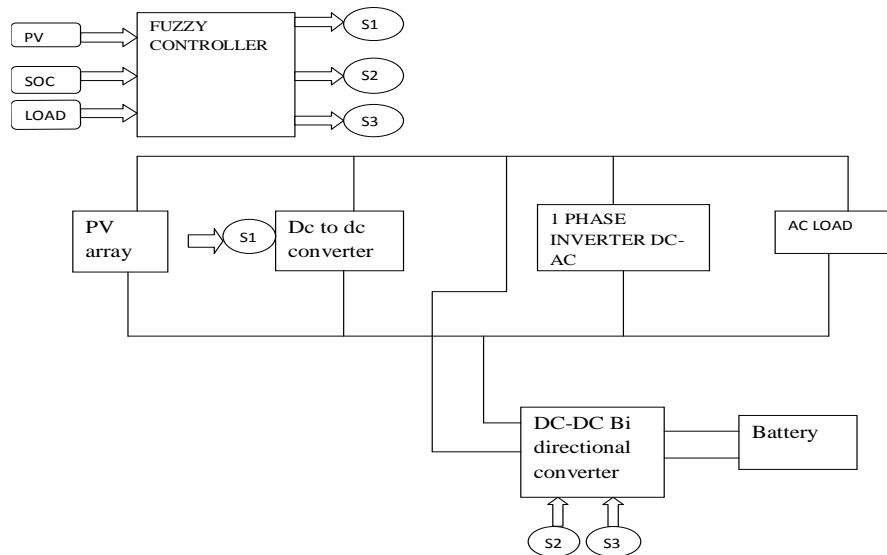 PV
SOC
LOAD
FUZZY
CONTROLLER
S1
S2
S3
PV
array
S1
Dc to dc
converter
1 PHASE
INVERTER DC-
AC
AC LOAD
DC-DC Bi
directional
converter
Battery
S2
S3